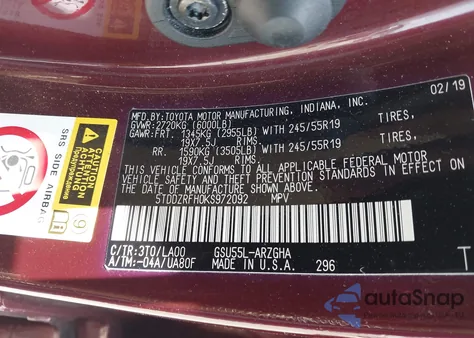 02/19
MFD.BY:TOYOTA MOTOR MANUFACTURING, INDIANA, INC.
GVWR:2720KG (6000LB)
GAWR:FRT. 1345KG (2955LB) WITH 245/55R19 TIRES,
19X7.5J RIMS.
RR. 1590KG (3505LB) WITH 245/55R19 TIRES,
19X7.5J RIMS.
THIS VEHICLE CONFORMS TO ALL APPLICABLE FEDERAL MOTOR
VEHICLE SAFETY AND THEFT PREVENTION STANDARDS IN EFFECT ON
THE DATE OF MANUFACTURE SHOWN ABOVE.
5TDDZRFH0KS972092 MPV
C/TR:3T0/LA00 GSU55L-ARZGHA
A/TM:-04A/UA80F MADE IN U.S.A. 296
T
SRS SIDE AIRBAG
CAUTION
ATTENTION
autoSnap